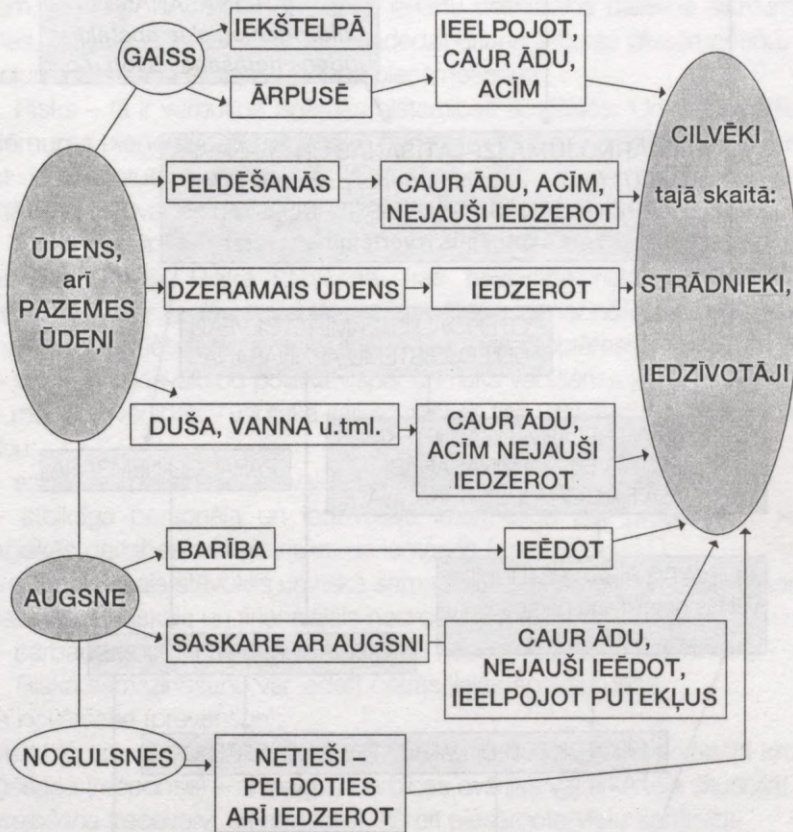 GAISS
IEKŠTELPĀ
ĀRPUSĒ
IEELPOJOT,
CAUR ĀDU,
ACĪM
ŪDENS,
arī
PAZEMES
ŪDEŅI
PELDĒŠANĀS
CAUR ĀDU, ACĪM,
NEJAUŠI IEDZEROT
DZERAMAIS ŪDENS
IEDZEROT
DUŠA, VANNA u.tml.
CAUR ĀDU,
ACĪM NEJAUŠI
IEDZEROT
CILVĒKI
tajā skaitā:
STRĀDNIEKI,
IEDZĪVOTĀJI
AUGSNE
BARĪBA
IEĒDOT
SASKARE AR AUGSNI
CAUR ĀDU,
NEJAUŠI IEĒDOT,
IEELPOJOT PUTEKĻUS
NOGULSNES
NETIEŠI –
PELDOTIES
ARĪ IEDZEROT